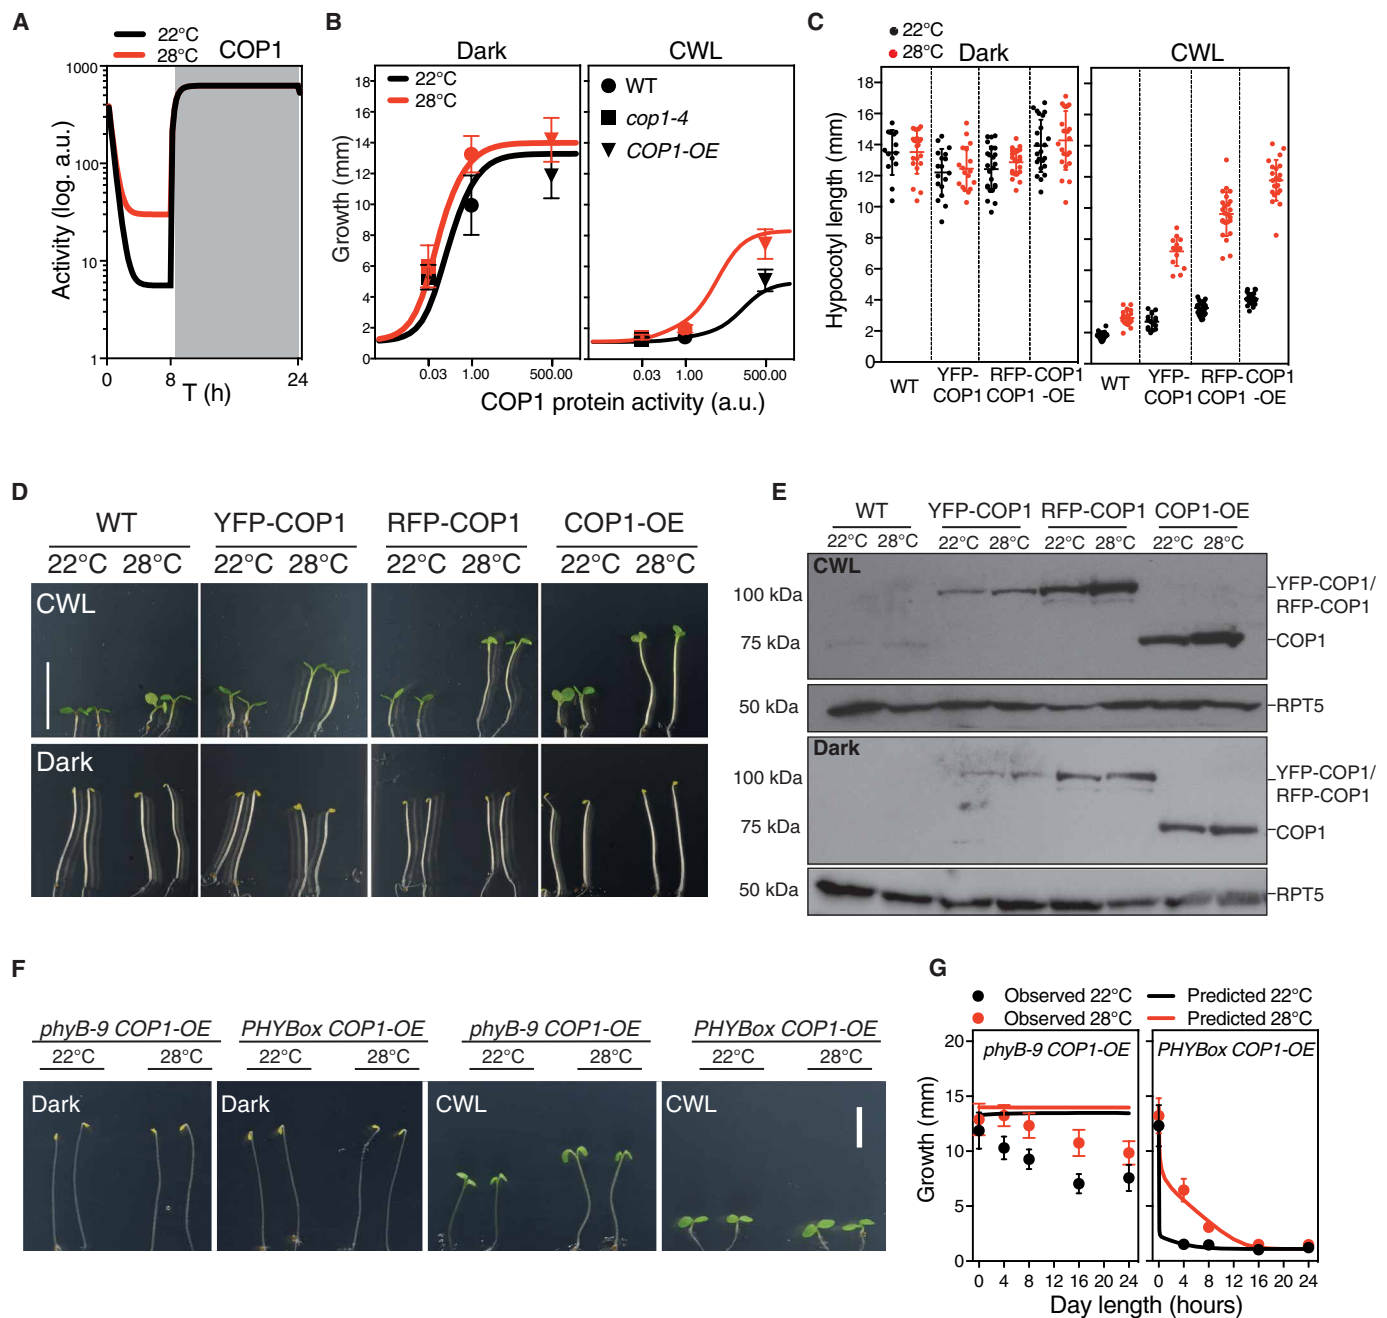 A
22°C
28°C
COP1
Activity (log. a.u.)
1000
100
10
1
0 8 24
T (h)
B
Dark CWL
22°C
28°C
WT
cop1-4
COP1-OE
Growth (mm)
18
16
14
12
10
8
6
4
2
0
0.03 1.00 500.00 0.03 1.00 500.00
COP1 protein activity (a.u.)
C
22°C
28°C
Dark CWL
Hypocotyl length (mm)
18
16
14
12
10
8
6
4
2
0
WT YFP-COP1 RFP-COP1 COP1-OE
WT YFP-COP1 RFP-COP1 COP1-OE
D
WT YFP-COP1 RFP-COP1 COP1-OE
22°C 28°C 22°C 28°C 22°C 28°C 22°C 28°C
CWL
Dark
E
WT YFP-COP1 RFP-COP1 COP1-OE
22°C 28°C 22°C 28°C 22°C 28°C 22°C 28°C
CWL
100 kDa
75 kDa
YFP-COP1/
RFP-COP1
COP1
50 kDa
RPT5
Dark
100 kDa
75 kDa
YFP-COP1/
RFP-COP1
COP1
50 kDa
RPT5
F
phyB-9 COP1-OE PHYBox COP1-OE phyB-9 COP1-OE PHYBox COP1-OE
22°C 28°C 22°C 28°C 22°C 28°C 22°C 28°C
Dark Dark CWL CWL
G
Observed 22°C Predicted 22°C
Observed 28°C Predicted 28°C
phyB-9 COP1-OE PHYBox COP1-OE
Growth (mm)
20
15
10
5
0
0 4 8 12 16 20 24 0 4 8 12 16 20 24
Day length (hours)